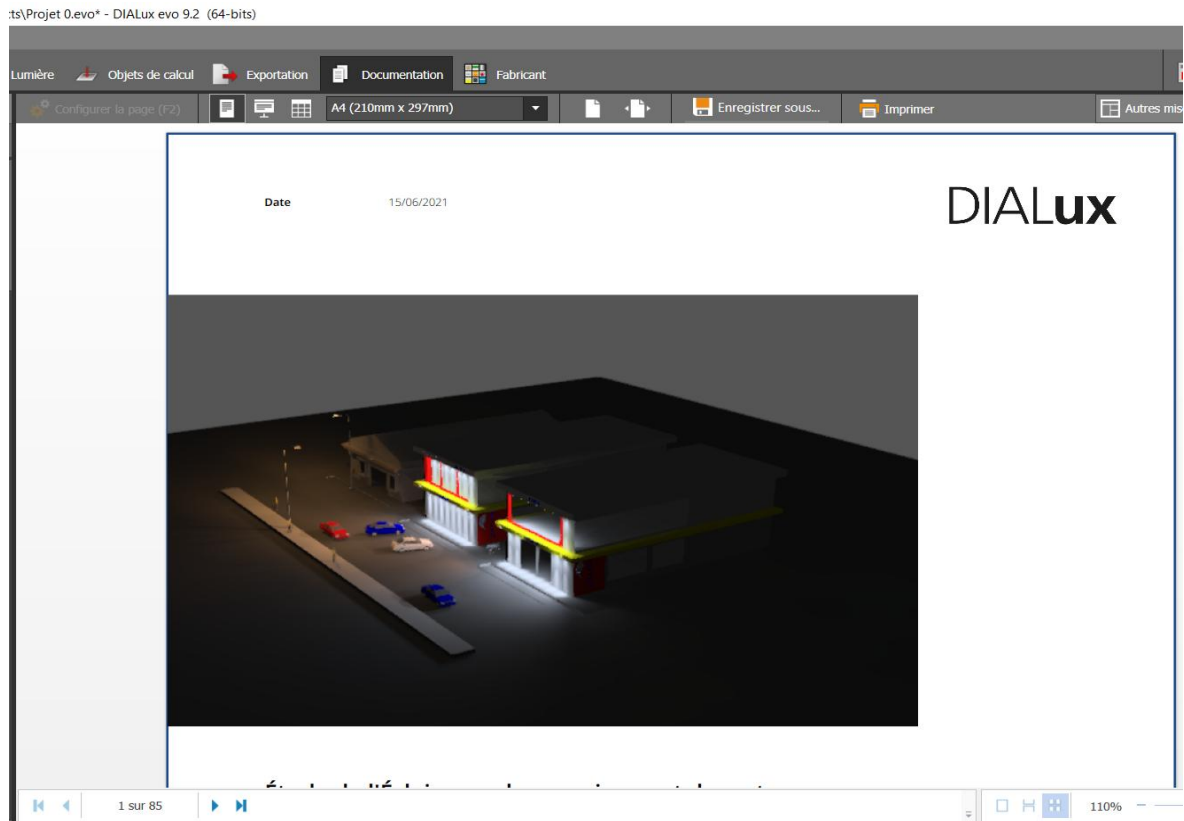 ts\Projet 0.evo* - DIALux evo 9.2 (64-bits)
Lumière Objets de calcul Exportation Documentation Fabricant
Configurer la page (F2) A4 (210mm x 297mm) Enregistrer sous... Imprimer Autres mis
Date 15/06/2021
DIALux
1 sur 85 110%